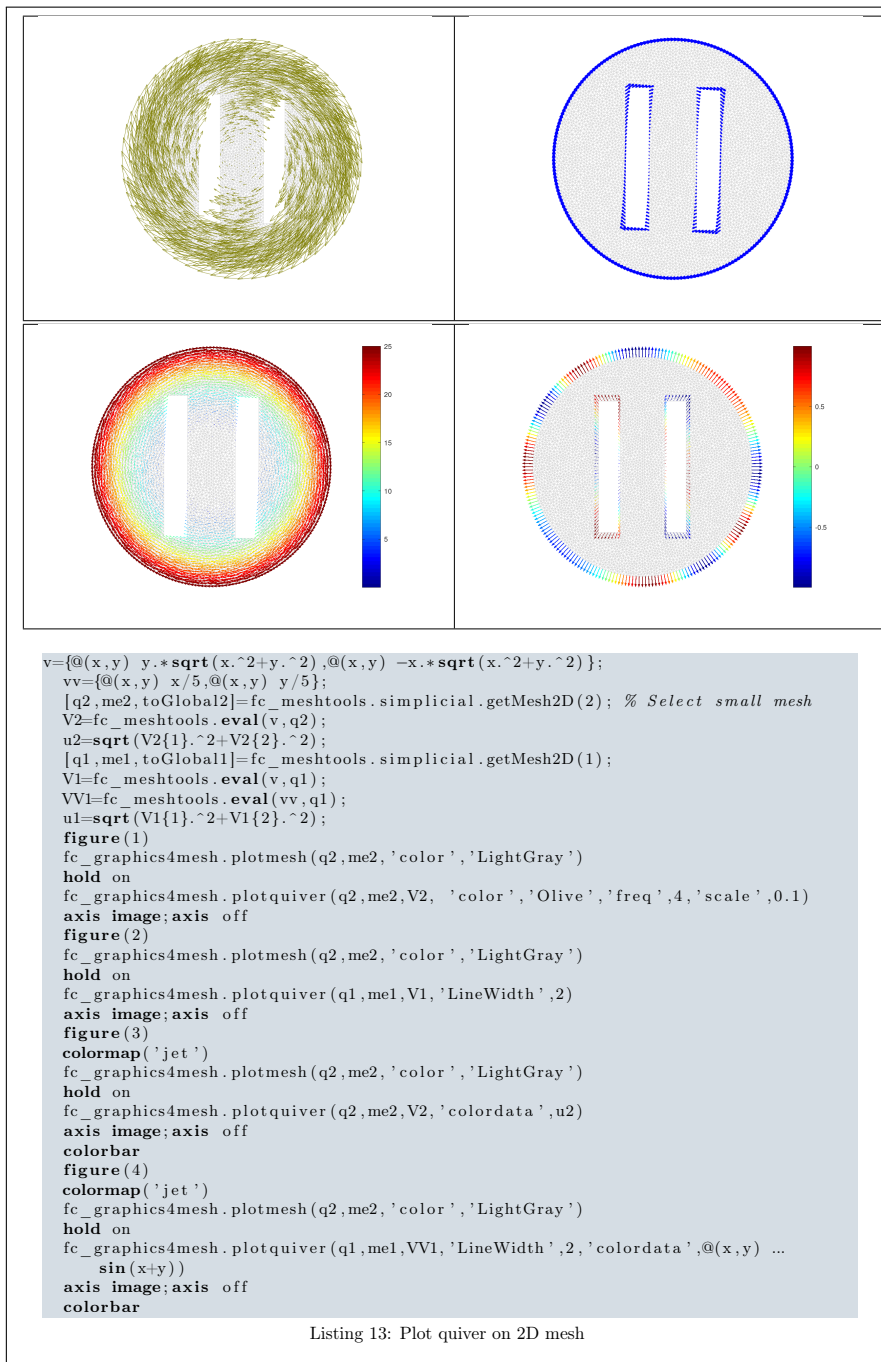 25
20
15
10
5
0.5
0
-0.5
v={@(x,y) y.*sqrt(x.^2+y.^2),@(x,y) -x.*sqrt(x.^2+y.^2)};
vv={@(x,y) x/5,@(x,y) y/5};
[q2,me2,toGlobal2]=fc_meshtools.simplicial.getMesh2D(2); % Select small mesh
V2=fc_meshtools.eval(v,q2);
u2=sqrt(V2{1}.^2+V2{2}.^2);
[q1,me1,toGlobal1]=fc_meshtools.simplicial.getMesh2D(1);
V1=fc_meshtools.eval(v,q1);
VV1=fc_meshtools.eval(vv,q1);
u1=sqrt(V1{1}.^2+V1{2}.^2);
figure(1)
fc_graphics4mesh.plotmesh(q2,me2,'color','LightGray')
hold on
fc_graphics4mesh.plotquiver(q2,me2,V2, 'color','Olive','freq',4,'scale',0.1)
axis image;axis off
figure(2)
fc_graphics4mesh.plotmesh(q2,me2,'color','LightGray')
hold on
fc_graphics4mesh.plotquiver(q1,me1,V1,'LineWidth',2)
axis image;axis off
figure(3)
colormap('jet')
fc_graphics4mesh.plotmesh(q2,me2,'color','LightGray')
hold on
fc_graphics4mesh.plotquiver(q2,me2,V2,'colordata',u2)
axis image;axis off
colorbar
figure(4)
colormap('jet')
fc_graphics4mesh.plotmesh(q2,me2,'color','LightGray')
hold on
fc_graphics4mesh.plotquiver(q1,me1,VV1,'LineWidth',2,'colordata',@(x,y) ...
sin(x+y))
axis image;axis off
colorbar
Listing 13: Plot quiver on 2D mesh